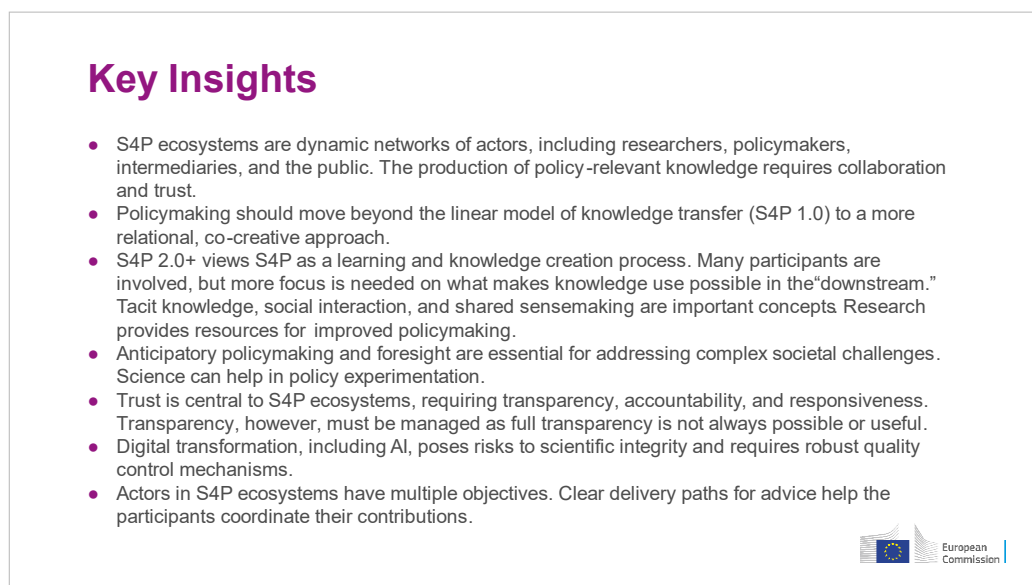 Key Insights
● S4P ecosystems are dynamic networks of actors, including researchers, policymakers,
intermediaries, and the public. The production of policy-relevant knowledge requires collaboration
and trust.
● Policymaking should move beyond the linear model of knowledge transfer (S4P 1.0) to a more
relational, co-creative approach.
● S4P 2.0+ views S4P as a learning and knowledge creation process. Many participants are
involved, but more focus is needed on what makes knowledge use possible in the“downstream.”
Tacit knowledge, social interaction, and shared sensemaking are important concepts. Research
provides resources for improved policymaking.
● Anticipatory policymaking and foresight are essential for addressing complex societal challenges.
Science can help in policy experimentation.
● Trust is central to S4P ecosystems, requiring transparency, accountability, and responsiveness.
Transparency, however, must be managed as full transparency is not always possible or useful.
● Digital transformation, including AI, poses risks to scientific integrity and requires robust quality
control mechanisms.
● Actors in S4P ecosystems have multiple objectives. Clear delivery paths for advice help the
participants coordinate their contributions.
European
Commission